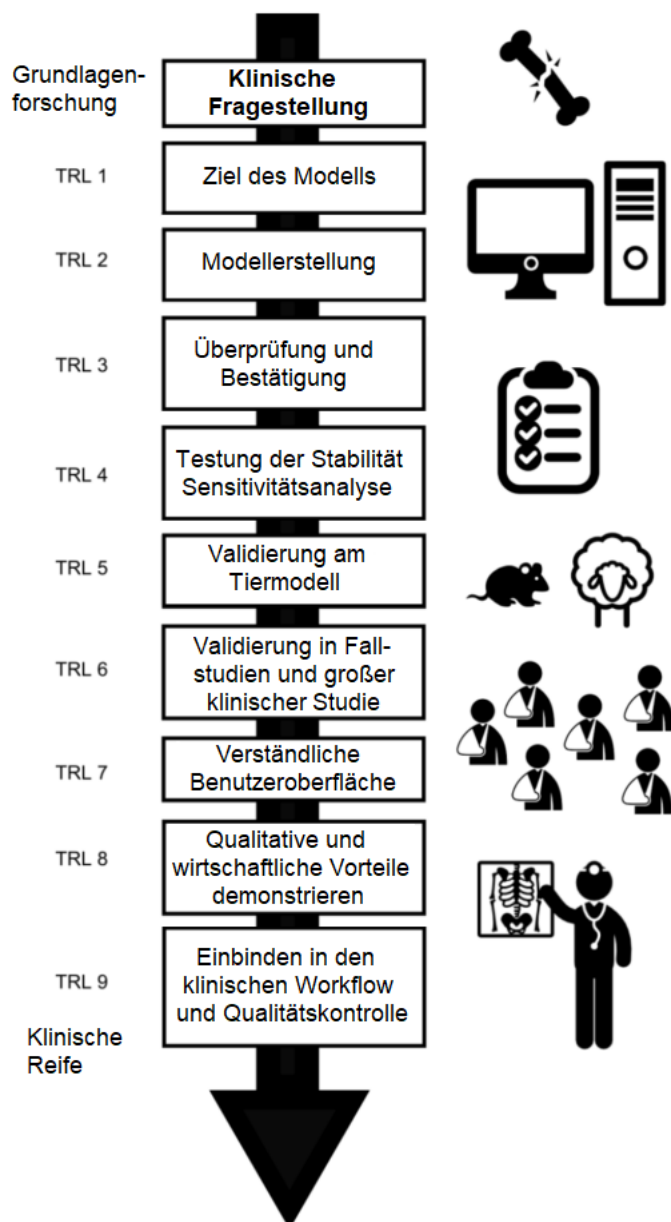 Grundlagen-
forschung
Klinische
Fragestellung
TRL 1
Ziel des Modells
TRL 2
Modellerstellung
TRL 3
Überprüfung und
Bestätigung
TRL 4
Testung der Stabilität
Sensitivitätsanalyse
TRL 5
Validierung am
Tiermodell
TRL 6
Validierung in Fall-
studien und großer
klinischer Studie
TRL 7
Verständliche
Benutzeroberfläche
TRL 8
Qualitative und
wirtschaftliche Vorteile
demonstrieren
TRL 9
Einbinden in den
klinischen Workflow
und Qualitätskontrolle
Klinische
Reife